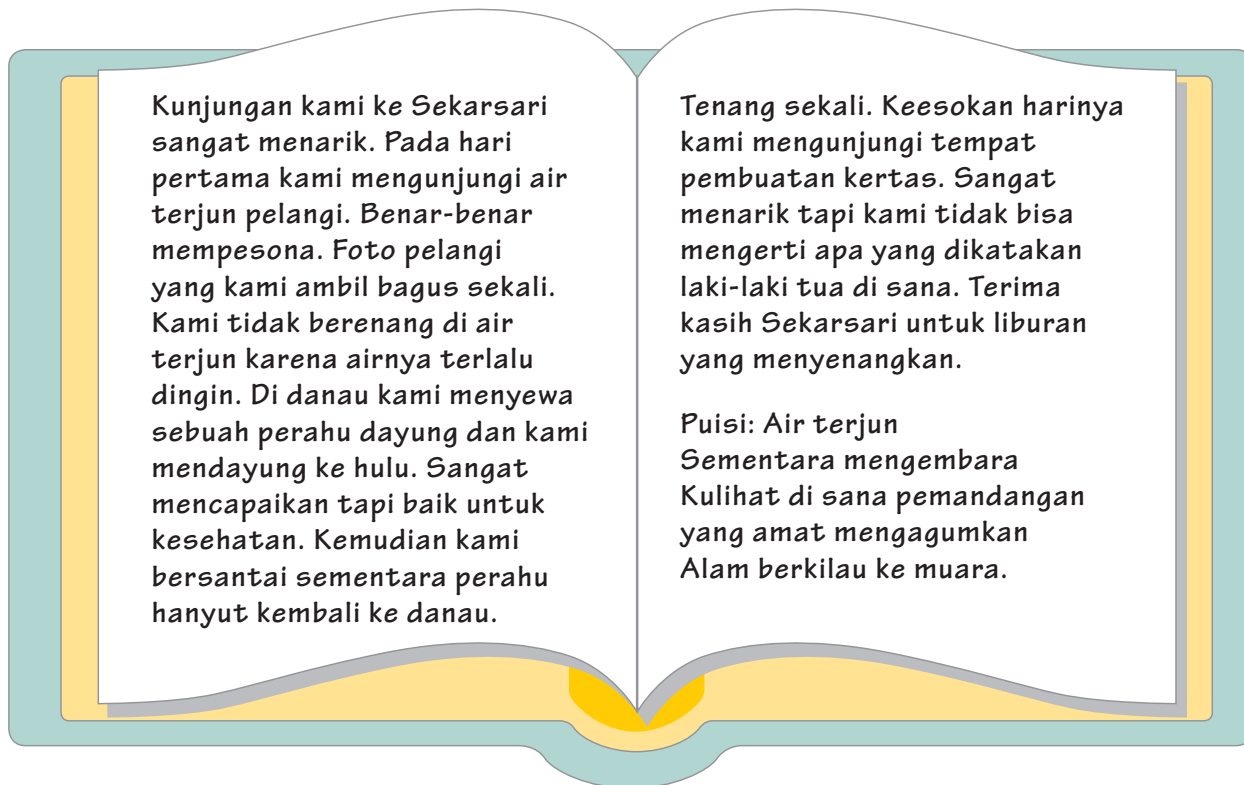 Kunjungan kami ke Sekarsari
sangat menarik. Pada hari
pertama kami mengunjungi air
terjun pelangi. Benar-benar
mempesona. Foto pelangi
yang kami ambil bagus sekali.
Kami tidak berenang di air
terjun karena airnya terlalu
dingin. Di danau kami menyewa
sebuah perahu dayung dan kami
mendayung ke hulu. Sangat
mencapaikan tapi baik untuk
kesehatan. Kemudian kami
bersantai sementara perahu
hanyut kembali ke danau.
Tenang sekali. Keesokan harinya
kami mengunjungi tempat
pembuatan kertas. Sangat
menarik tapi kami tidak bisa
mengerti apa yang dikatakan
laki-laki tua di sana. Terima
kasih Sekarsari untuk liburan
yang menyenangkan.
Puisi: Air terjun
Sementara mengembara
Kulihat di sana pemandangan
yang amat mengagumkan
Alam berkilau ke muara.